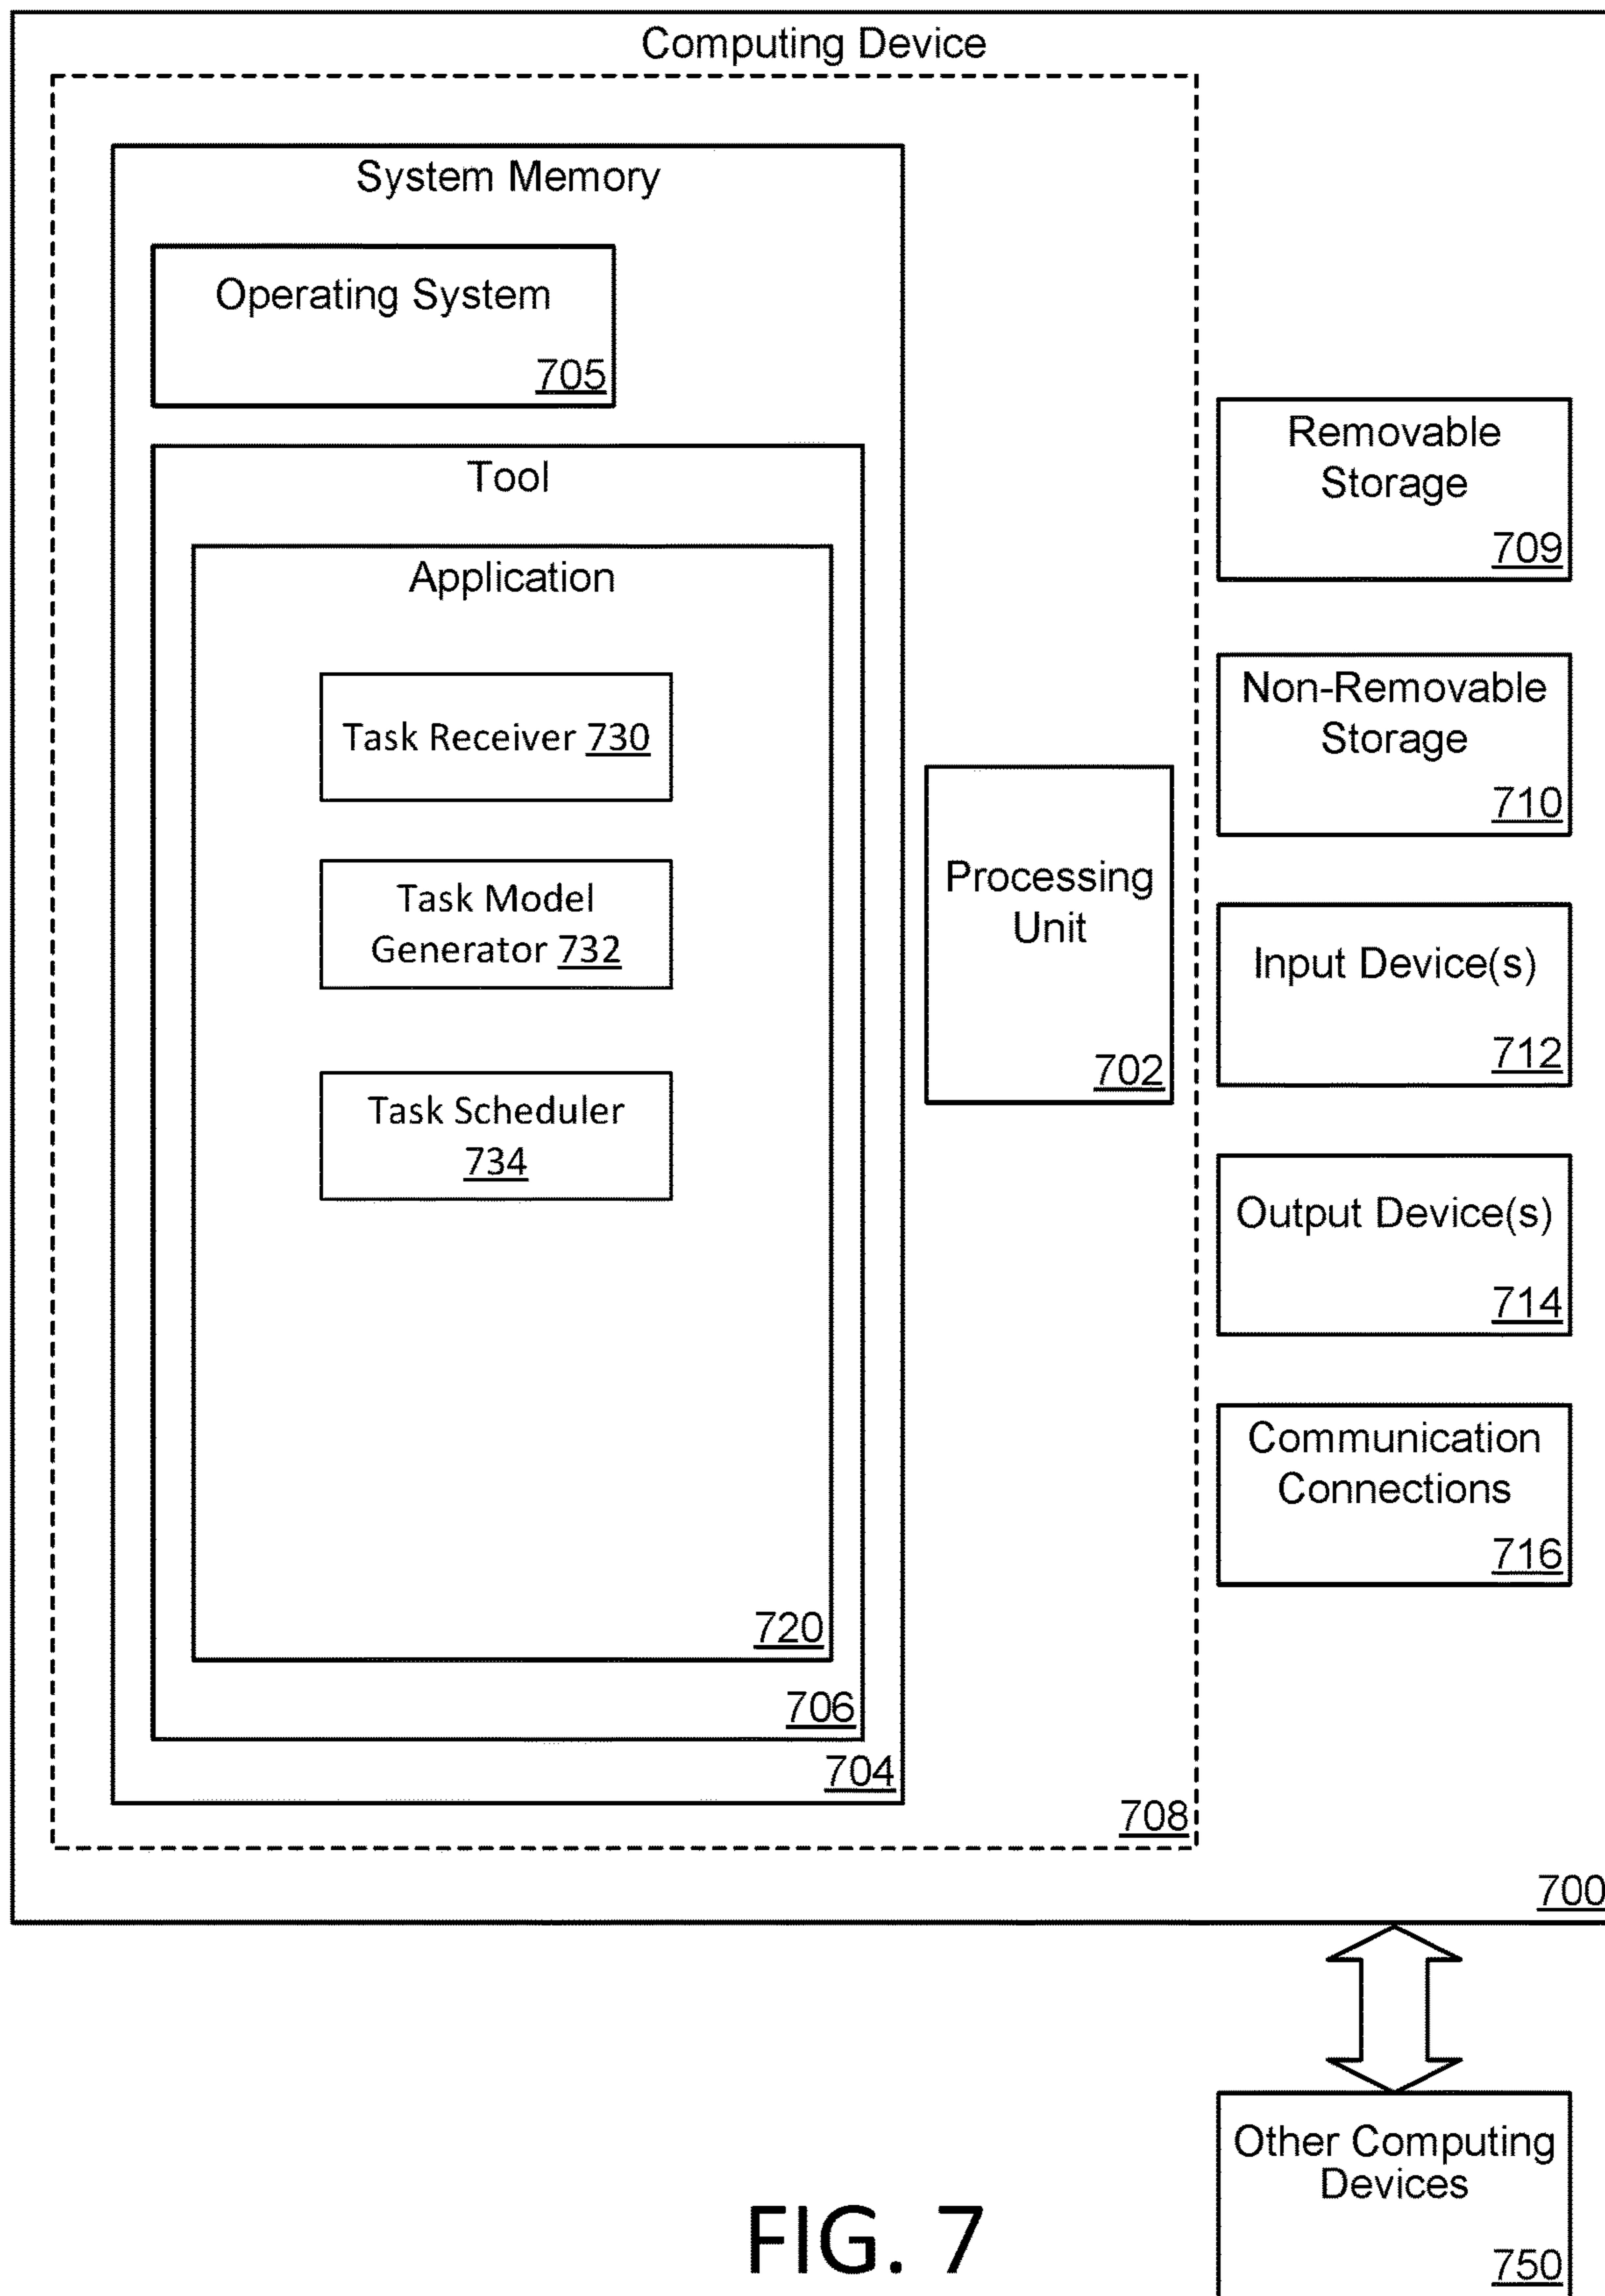 Computing Device
System Memory
Operating System
705
Tool
Application
Task Receiver 730
Task Model
Generator 732
Task Scheduler
734
720
706
704
Processing
Unit
702
708
Removable
Storage
709
Non-Removable
Storage
710
Input Device(s)
712
Output Device(s)
714
Communication
Connections
716
700
Other Computing
Devices
750
FIG. 7